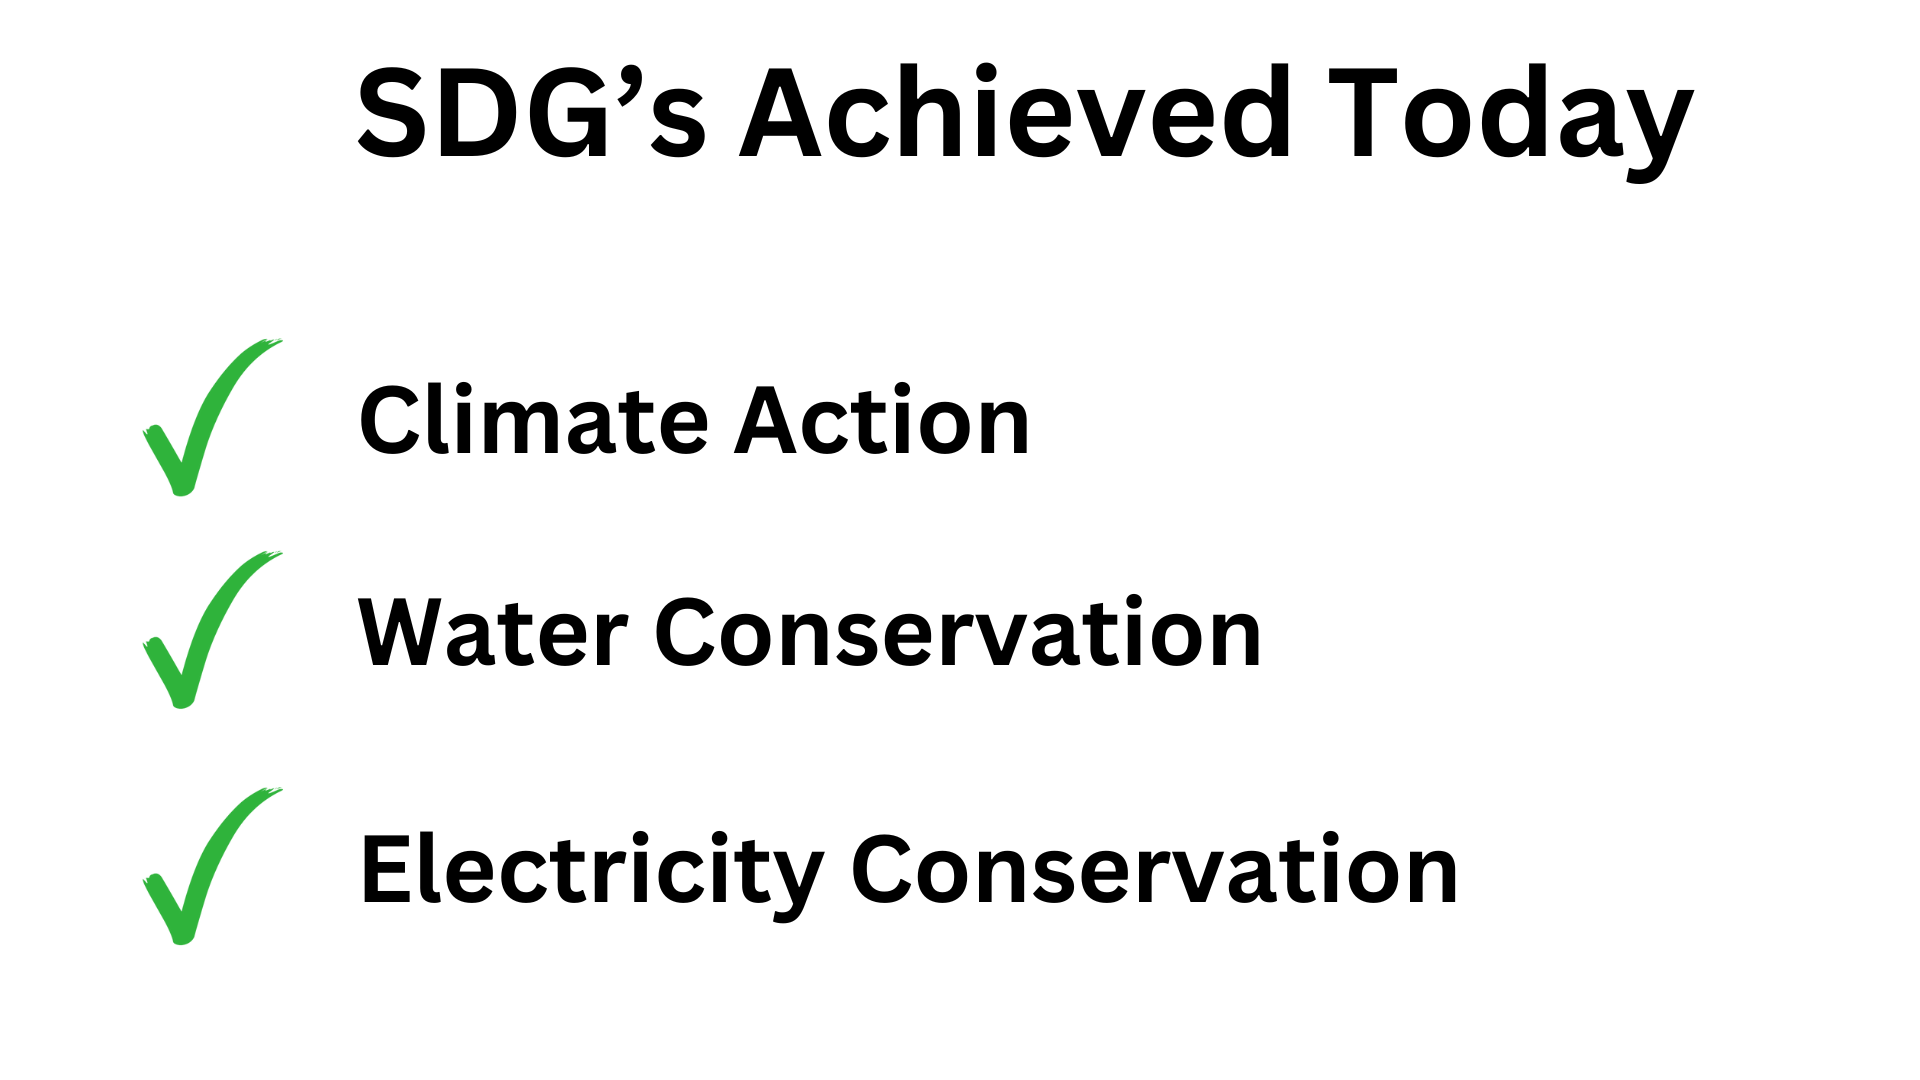 SDG’s Achieved Today
Climate Action
Water Conservation
Electricity Conservation